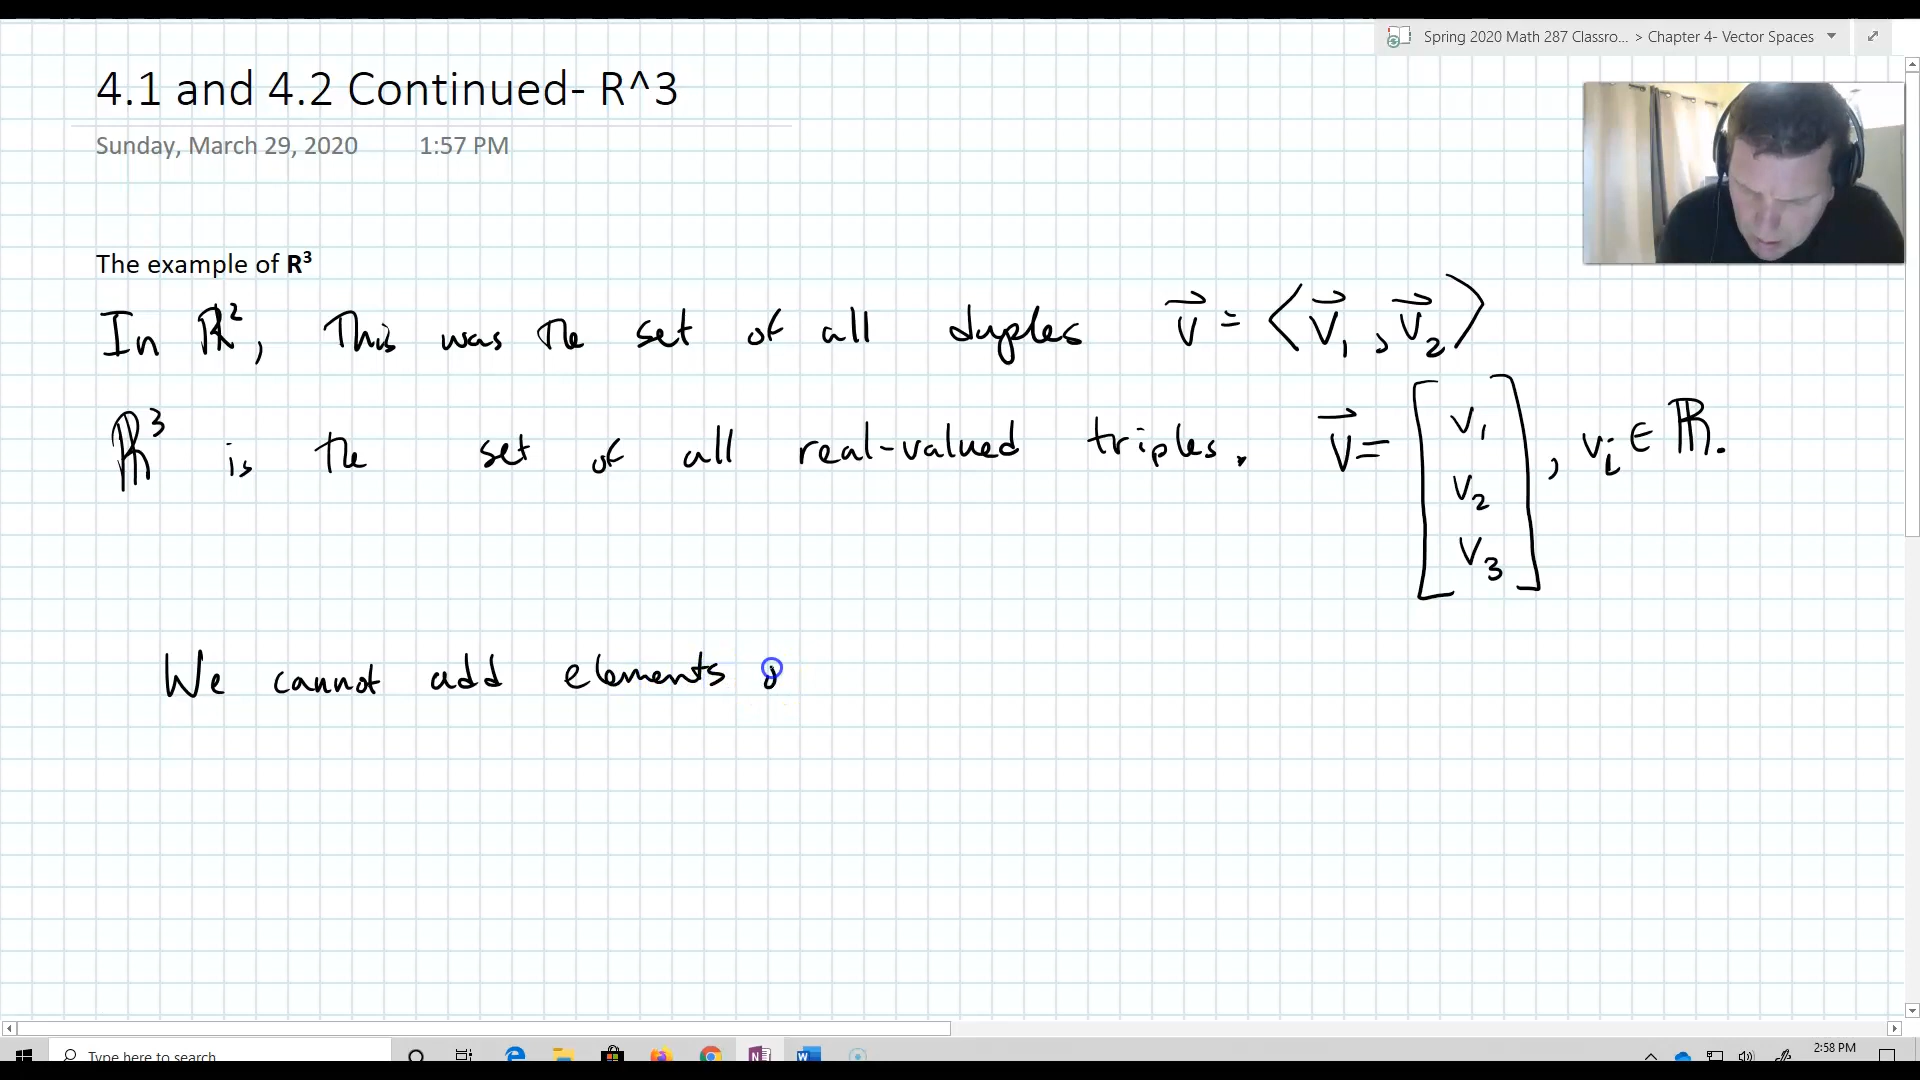 Spring 2020 Math 287 Classro... > Chapter 4- Vector Spaces
4.1 and 4.2 Continued- R^3
Sunday, March 29, 2020 1:57 PM
The example of R³
In ℝ², This was the set of all duples v⃗ = ⟨v⃗₁, v⃗₂⟩
ℝ³ is the set of all real-valued triples. v⃗ = [v₁ v₂ v₃], vᵢ ∈ ℝ.
We cannot add elements
Type here to search
2:58 PM